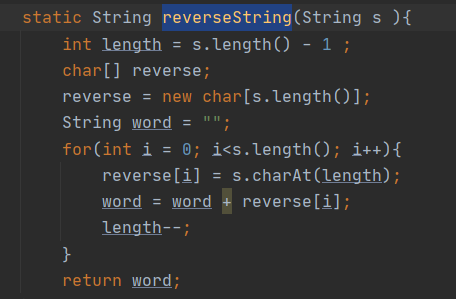 static String reverseString(String s ){
int length = s.length() - 1 ;
char[] reverse;
reverse = new char[s.length()];
String word = "";
for(int i = 0; i<s.length(); i++){
reverse[i] = s.charAt(length);
word = word + reverse[i];
length--;
}
return word;